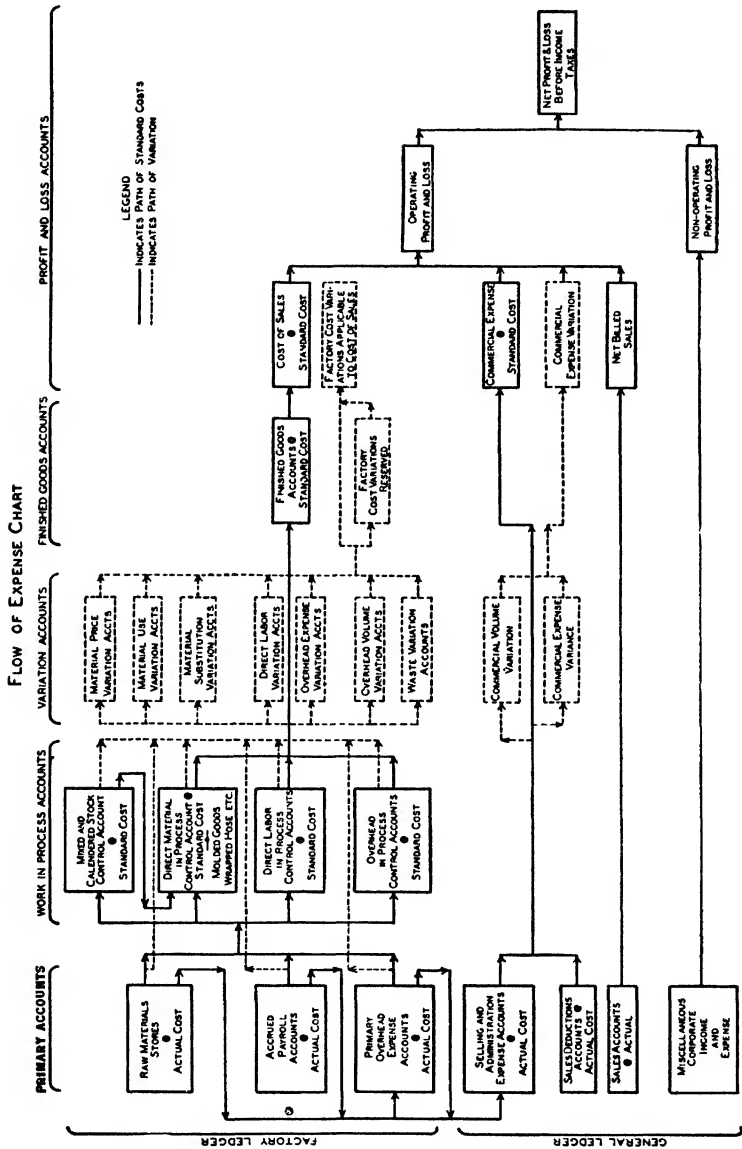 FLOW OF EXPENSE CHART
PRIMARY ACCOUNTS
WORK IN PROCESS ACCOUNTS
VARIATION ACCOUNTS
FINISHED GOODS ACCOUNTS
PROFIT AND LOSS ACCOUNTS
LEGEND
INDICATES PATH OF STANDARD COSTS
INDICATES PATH OF VARIATION
FACTORY LEDGER
RAW MATERIALS
STORES
@
ACTUAL COST
ACCRUED
PAYROLL
ACCOUNTS
@
ACTUAL COST
PRIMARY
OVERHEAD
EXPENSE
ACCOUNTS
@
ACTUAL COST
MIXED AND
CALENDERED STOCK
CONTROL ACCOUNT
@
STANDARD COST
DIRECT MATERIAL
IN PROCESS
CONTROL ACCOUNT @
STANDARD COST
MOLDED GOODS
WRAPPED HOSE ETC.
DIRECT LABOR
IN PROCESS
CONTROL ACCOUNTS
@
STANDARD COST
OVERHEAD
IN PROCESS
CONTROL ACCOUNTS
@
STANDARD COST
MATERIAL PRICE
VARIATION ACCTS
MATERIAL USE
VARIATION ACCTS.
MATERIAL
SUBSTITUTION
VARIATION ACCTS.
DIRECT LABOR
VARIATION ACCTS.
OVERHEAD EXPENSE
VARIATION ACCTS.
OVERHEAD VOLUME
VARIATION ACCTS
WASTE VARIATION
ACCOUNTS
FINISHED GOODS
ACCOUNTS @
STANDARD COST
FACTORY
COST VARIATIONS
RESERVED
COST OF SALES
@
STANDARD COST
FACTORY COST VARI-
ATIONS APPLICABLE
TO COST OF SALES
OPERATING
PROFIT AND LOSS
NET PROFIT & LOSS
BEFORE INCOME
TAXES
GENERAL LEDGER
SELLING AND
ADMINISTRATION
EXPENSE ACCOUNTS
@
ACTUAL COST
SALES DEDUCTIONS
ACCOUNTS @
ACTUAL COST
SALES ACCOUNTS
@ ACTUAL
MISCELLANEOUS
CORPORATE
INCOME
AND
EXPENSE
COMMERCIAL VOLUME
VARIATION
COMMERCIAL EXPENSE
VARIANCE
COMMERCIAL EXPENSE
@
STANDARD COST
COMMERCIAL
EXPENSE VARIATION
NET BILLED
SALES
NON-OPERATING
PROFIT AND LOSS